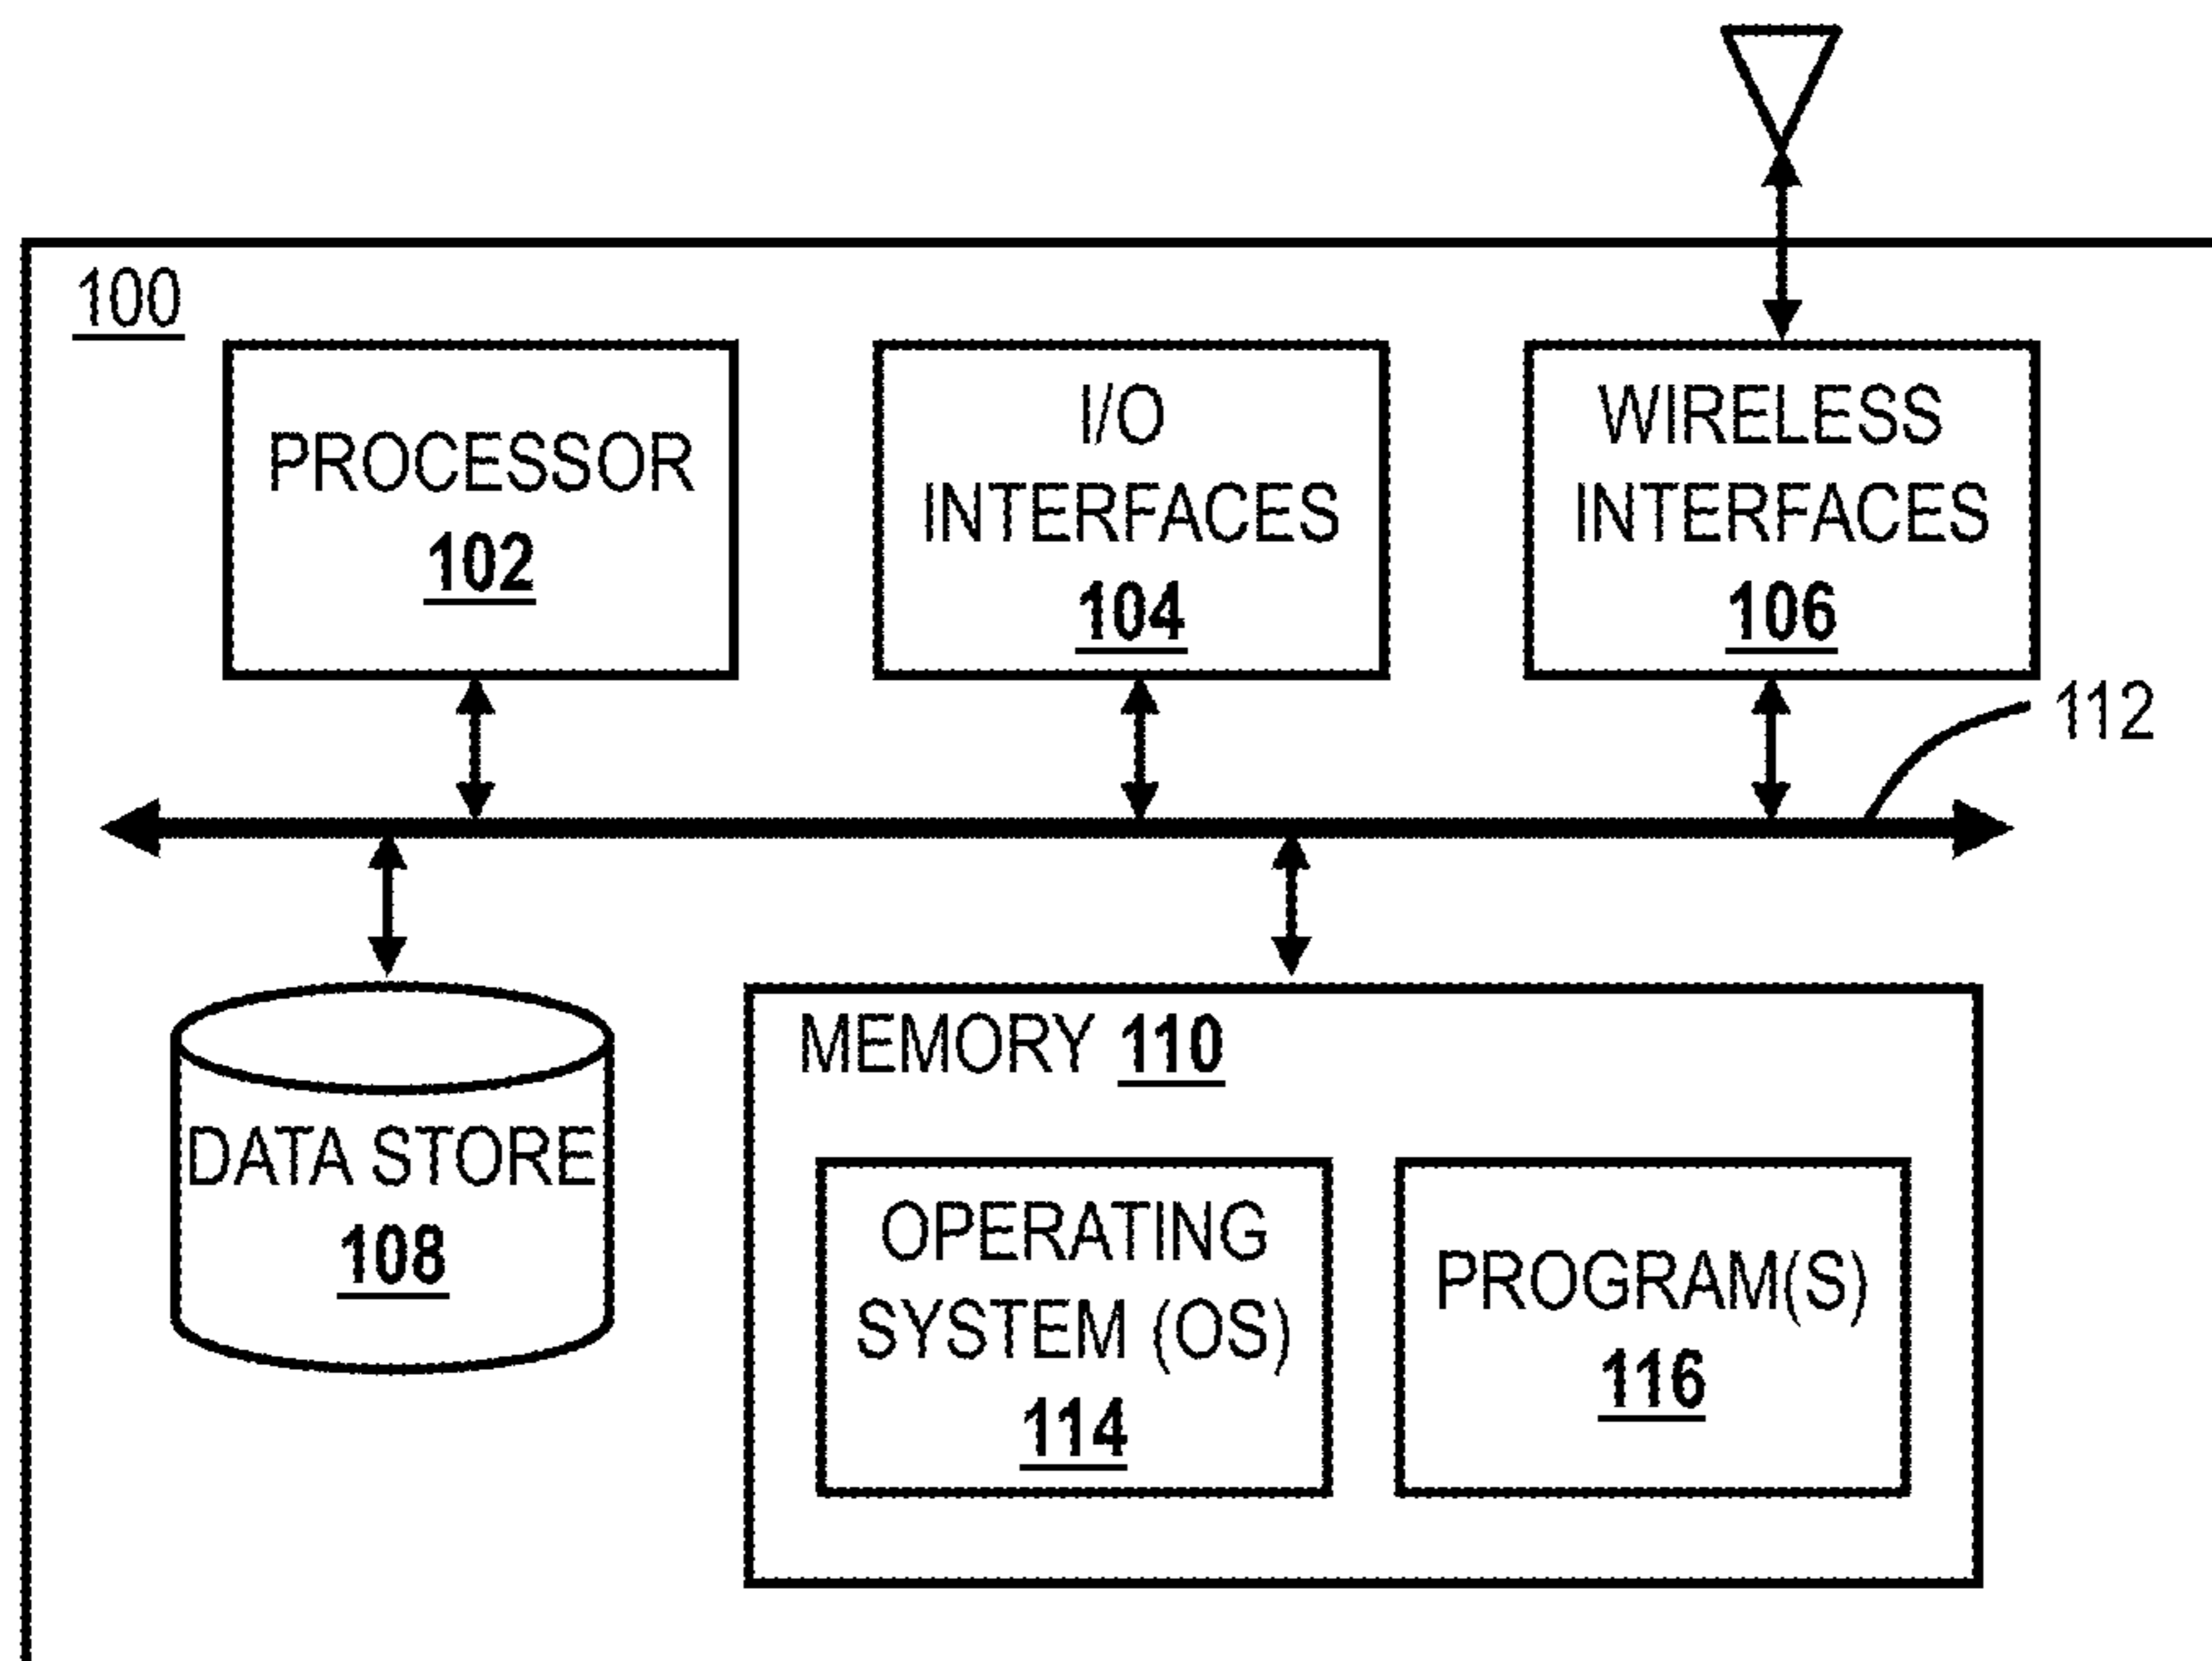 100
PROCESSOR
102
I/O
INTERFACES
104
WIRELESS
INTERFACES
106
112
DATA STORE
108
MEMORY 110
OPERATING
SYSTEM (OS)
114
PROGRAM(S)
116